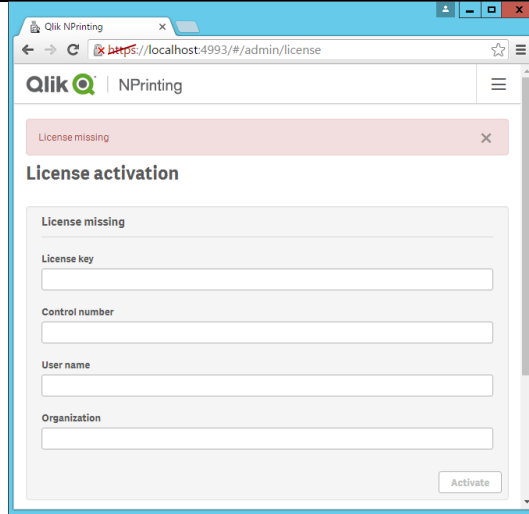 Qlik NPrinting
https://localhost:4993/#/admin/license
Qlik Q NPrinting
License missing
License activation
License missing
License key
Control number
User name
Organization
Activate